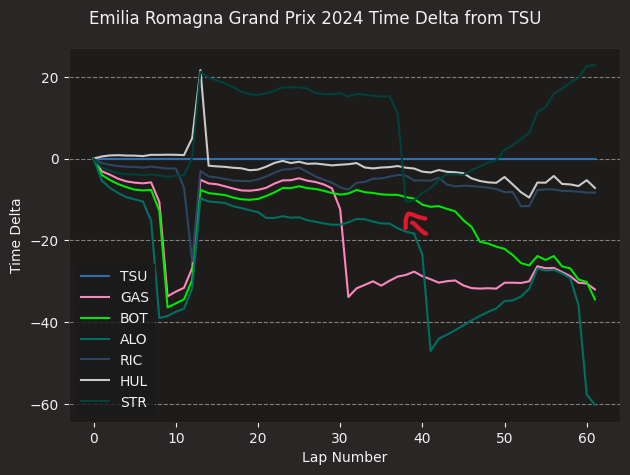 Emilia Romagna Grand Prix 2024 Time Delta from TSU
20
0
−20
−40
−60
Time Delta
TSU
GAS
BOT
ALO
RIC
HUL
STR
0 10 20 30 40 50 60
Lap Number